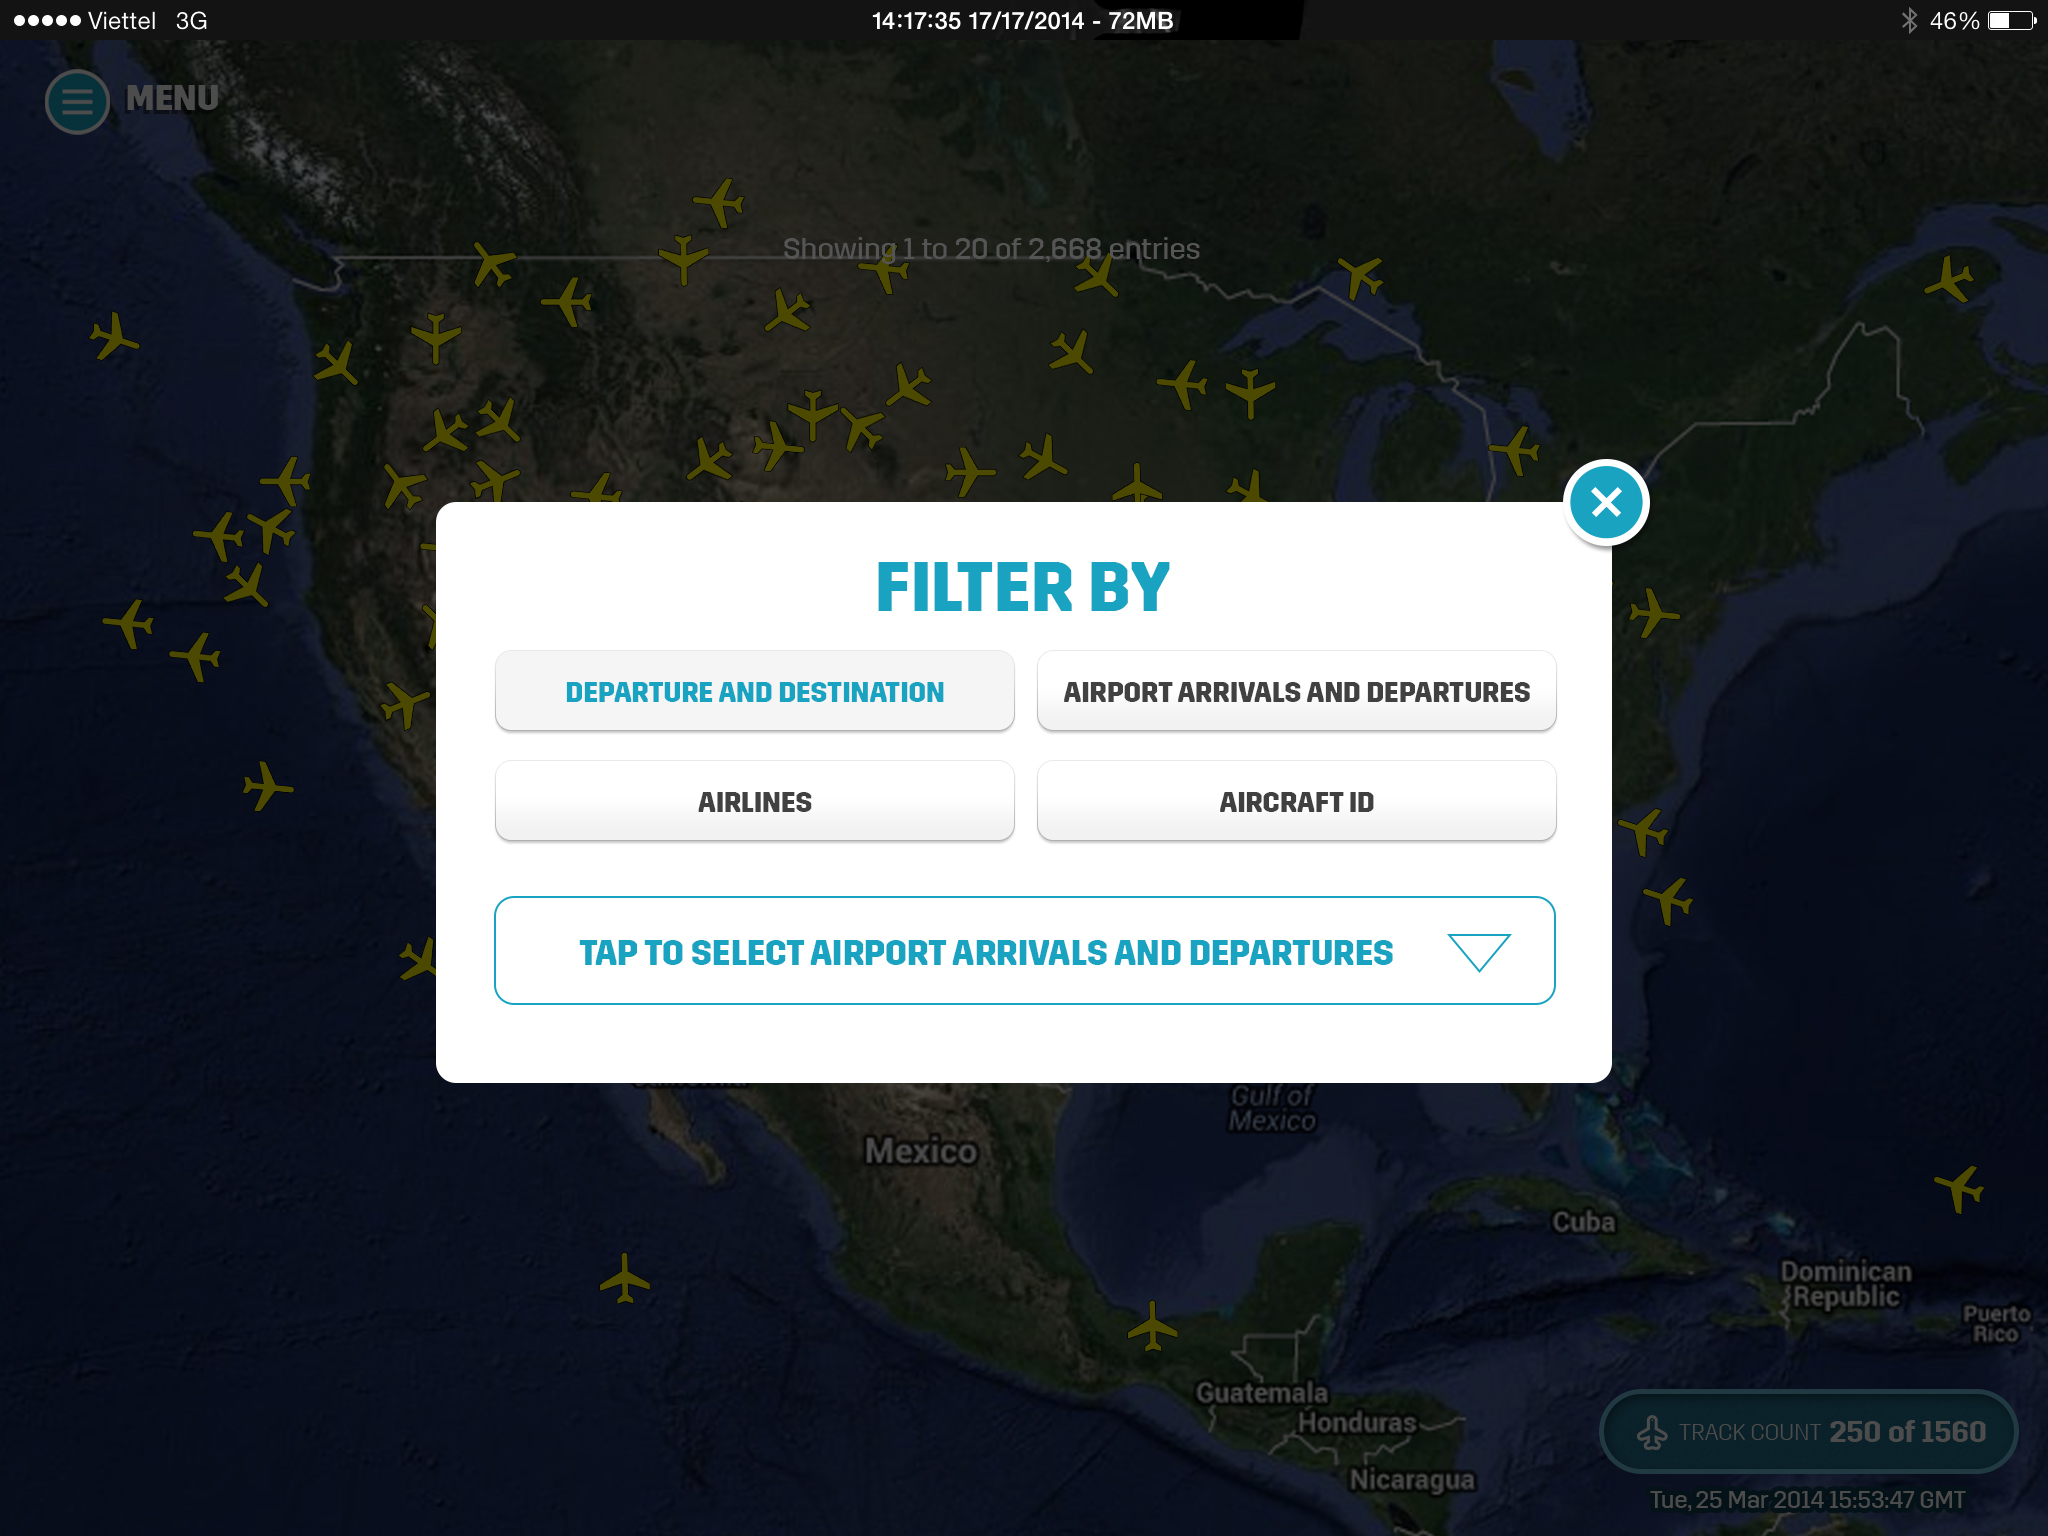 Viettel 3G
14:17:35 17/17/2014 - 72MB
46%
MENU
Showing 1 to 20 of 2,668 entries
FILTER BY
DEPARTURE AND DESTINATION
AIRPORT ARRIVALS AND DEPARTURES
AIRLINES
AIRCRAFT ID
TAP TO SELECT AIRPORT ARRIVALS AND DEPARTURES
Gulf of
Mexico
Mexico
Cuba
Dominican
Republic
Puerto
Rico
Guatemala
Honduras
Nicaragua
TRACK COUNT 250 of 1560
Tue, 25 Mar 2014 15:53:47 GMT